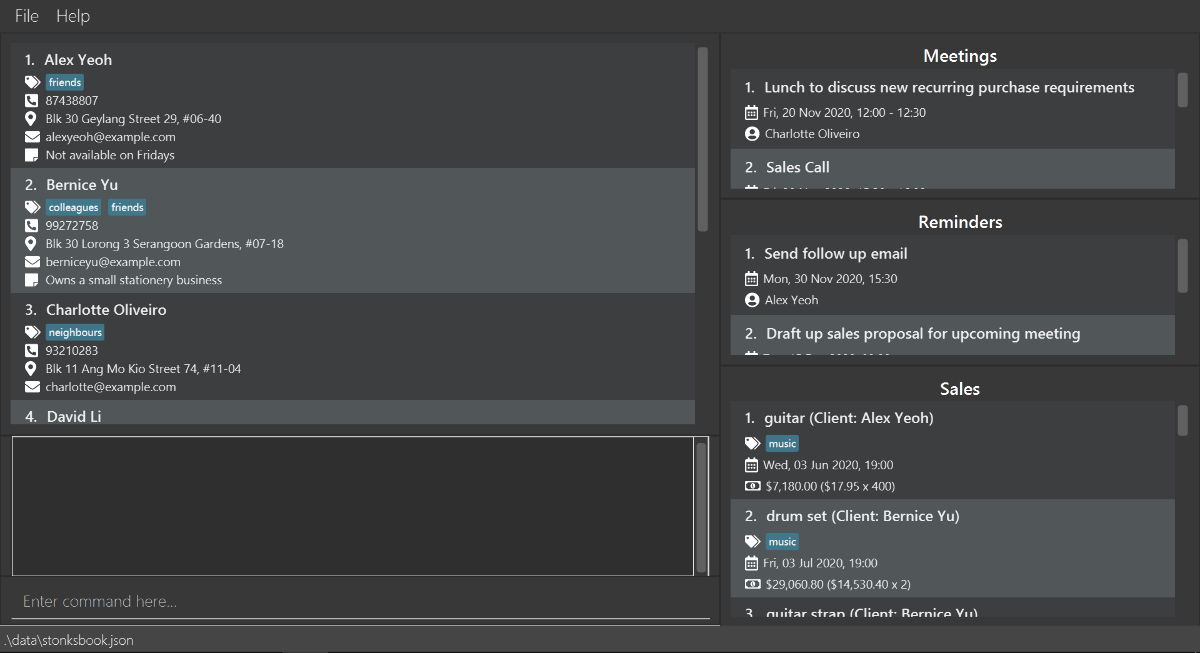 File Help
1. Alex Yeoh
friends
87438807
Blk 30 Geylang Street 29, #06-40
alexyeoh@example.com
Not available on Fridays
2. Bernice Yu
colleagues friends
99272758
Blk 30 Lorong 3 Serangoon Gardens, #07-18
berniceyu@example.com
Owns a small stationery business
3. Charlotte Oliveiro
neighbours
93210283
Blk 11 Ang Mo Kio Street 74, #11-04
charlotte@example.com
4. David Li
Enter command here...
.\data\stonksbook.json
Meetings
1. Lunch to discuss new recurring purchase requirements
Fri, 20 Nov 2020, 12:00 - 12:30
Charlotte Oliveiro
2. Sales Call
Reminders
1. Send follow up email
Mon, 30 Nov 2020, 15:30
Alex Yeoh
2. Draft up sales proposal for upcoming meeting
Sales
1. guitar (Client: Alex Yeoh)
music
Wed, 03 Jun 2020, 19:00
$7,180.00 ($17.95 x 400)
2. drum set (Client: Bernice Yu)
music
Fri, 03 Jul 2020, 19:00
$29,060.80 ($14,530.40 x 2)
3. guitar strap (Client: Bernice Yu)